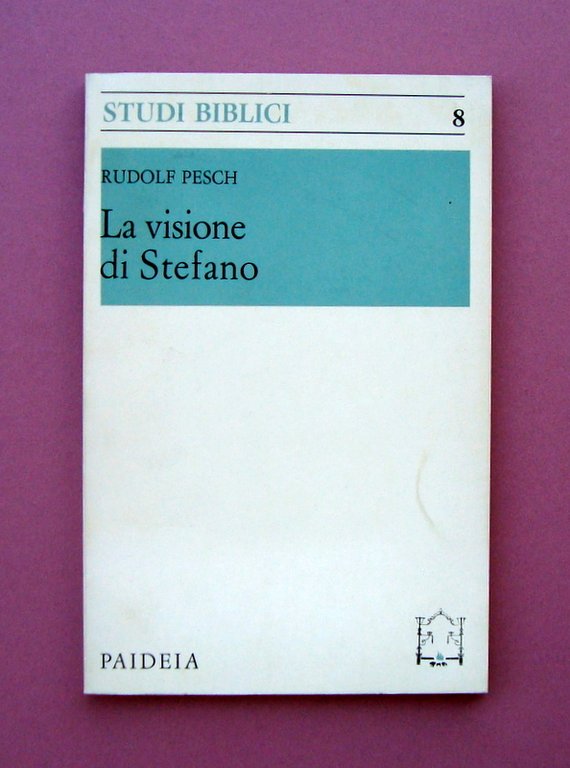 STUDI BIBLICI 8
RUDOLF PESCH
La visione
di Stefano
PAIDEIA